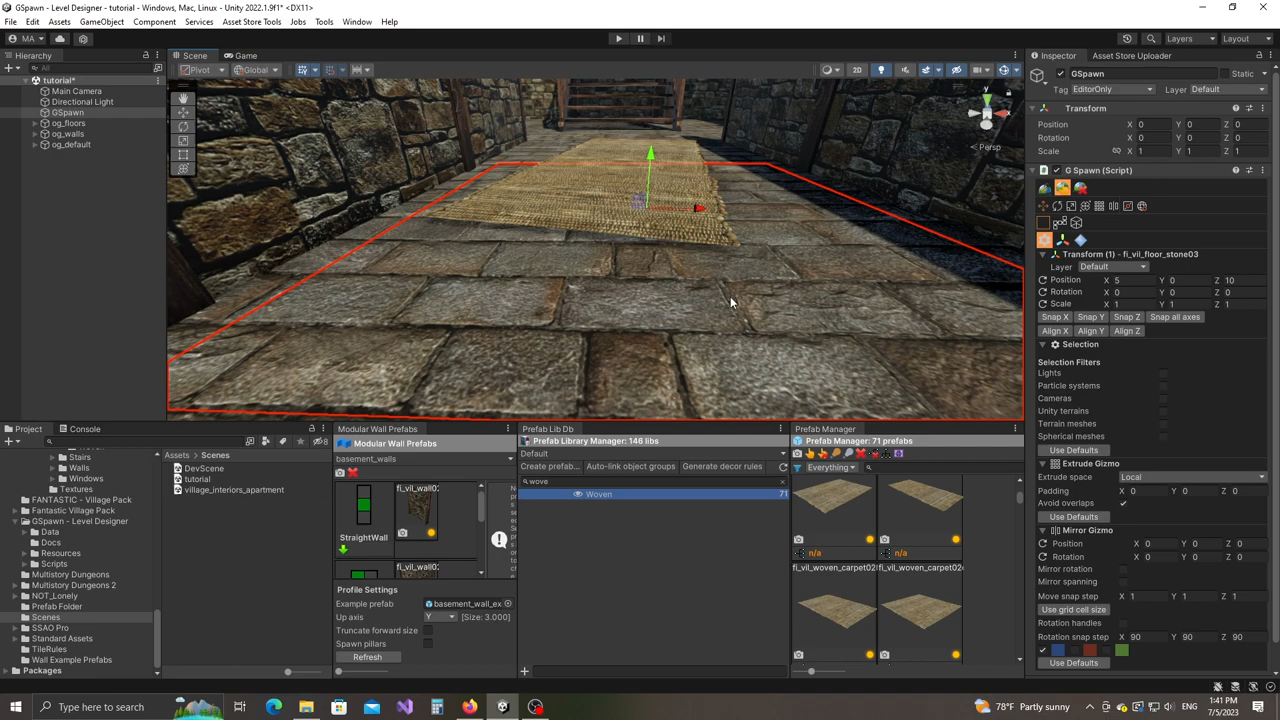 GSpawn - Level Designer - tutorial - Windows, Mac, Linux - Unity 2022.1.9f1* <DX11>
File Edit Assets GameObject Component Services Asset Store Tools Jobs Tools Window Help
MA
Layers
Layout
Hierarchy
All
tutorial*
Main Camera
Directional Light
GSpawn
og_floors
og_walls
og_default
Scene
Game
Pivot
Global
2D
y
x
< Persp
Inspector
Asset Store Uploader
GSpawn
Static
Tag EditorOnly
Layer Default
Transform
Position X 0 Y 0 Z 0
Rotation X 0 Y 0 Z 0
Scale X 1 Y 1 Z 1
G Spawn (Script)
Transform (1) - fi_vil_floor_stone03
Layer Default
Position X 5 Y 0 Z 10
Rotation X 0 Y 0 Z 0
Scale X 1 Y 1 Z 1
Snap X Snap Y Snap Z Snap all axes
Align X Align Y Align Z
Selection
Selection Filters
Lights
Particle systems
Cameras
Unity terrains
Terrain meshes
Spherical meshes
Use Defaults
Extrude Gizmo
Extrude space Local
Padding X 0 Y 0 Z 0
Avoid overlaps
Use Defaults
Mirror Gizmo
Position X 0 Y 0 Z 0
Rotation X 0 Y 0 Z 0
Mirror rotation
Mirror spanning
Move snap step X 1 Y 1 Z 1
Use grid cell size
Rotation handles
Rotation snap step X 90 Y 90 Z 90
Use Defaults
Project
Console
8
Stairs
Walls
Windows
Textures
FANTASTIC - Village Pack
Fantastic Village Pack
GSpawn - Level Designer
Data
Docs
Resources
Scripts
Multistory Dungeons
Multistory Dungeons 2
NOT_Lonely
Prefab Folder
Scenes
SSAO Pro
Standard Assets
TileRules
Wall Example Prefabs
Packages
Assets > Scenes
DevScene
tutorial
village_interiors_apartment
Modular Wall Prefabs
Modular Wall Prefabs
basement_walls
StraightWall
fi_vil_wall02
fi_vil_wall02
Profile Settings
Example prefab basement_wall_ex
Up axis Y [Size: 3.000]
Truncate forward size
Spawn pillars
Refresh
Prefab Lib Db
Prefab Library Manager: 146 libs
Default
Create prefab... Auto-link object groups Generate decor rules
wove
Woven 71
Prefab Manager
Prefab Manager: 71 prefabs
Everything
n/a n/a
fi_vil_woven_carpet02 fi_vil_woven_carpet02
Type here to search
78°F Partly sunny
1:41 PM
7/5/2023